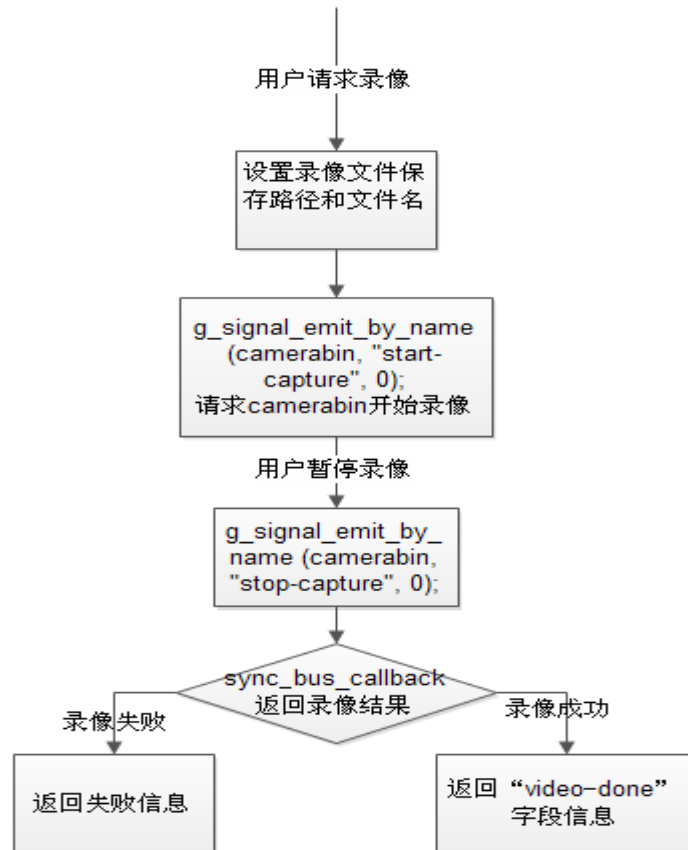 用户请求录像
设置录像文件保
存路径和文件名
g_signal_emit_by_name
(camerabin, "start-
capture", 0);
请求camerabin开始录像
用户暂停录像
g_signal_emit_by_
name (camerabin,
"stop-capture", 0);
sync_bus_callback
返回录像结果
录像失败
录像成功
返回失败信息
返回“video-done”
字段信息